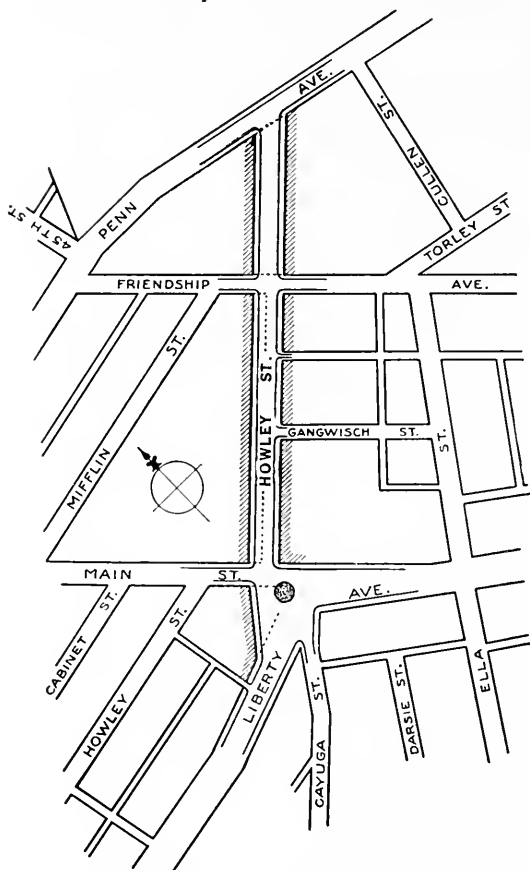 AVE.
PENN
CULLEN ST.
45TH ST.
TORLEY ST
FRIENDSHIP AVE.
MIFFLIN ST.
HOWLEY ST.
GANGWISCH ST.
ST.
MAIN ST.
AVE.
CABINET ST.
HOWLEY ST.
LIBERTY
CAYUGA ST.
DARSIE ST.
ELLA